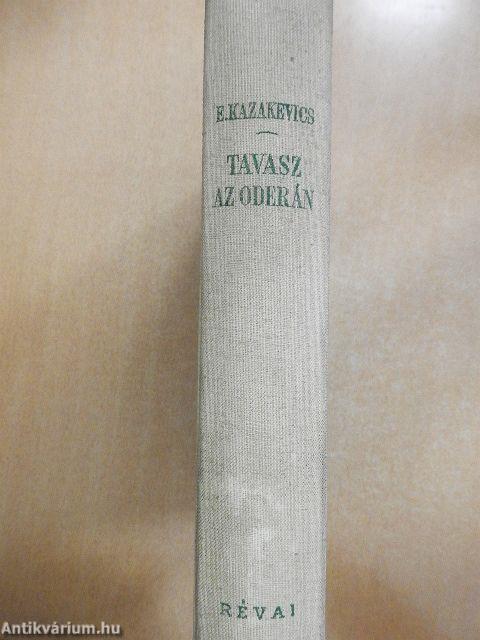 E. KAZAKEVICS
TAVASZ
AZ ODERÁN
RÉVAI
Antikvárium.hu